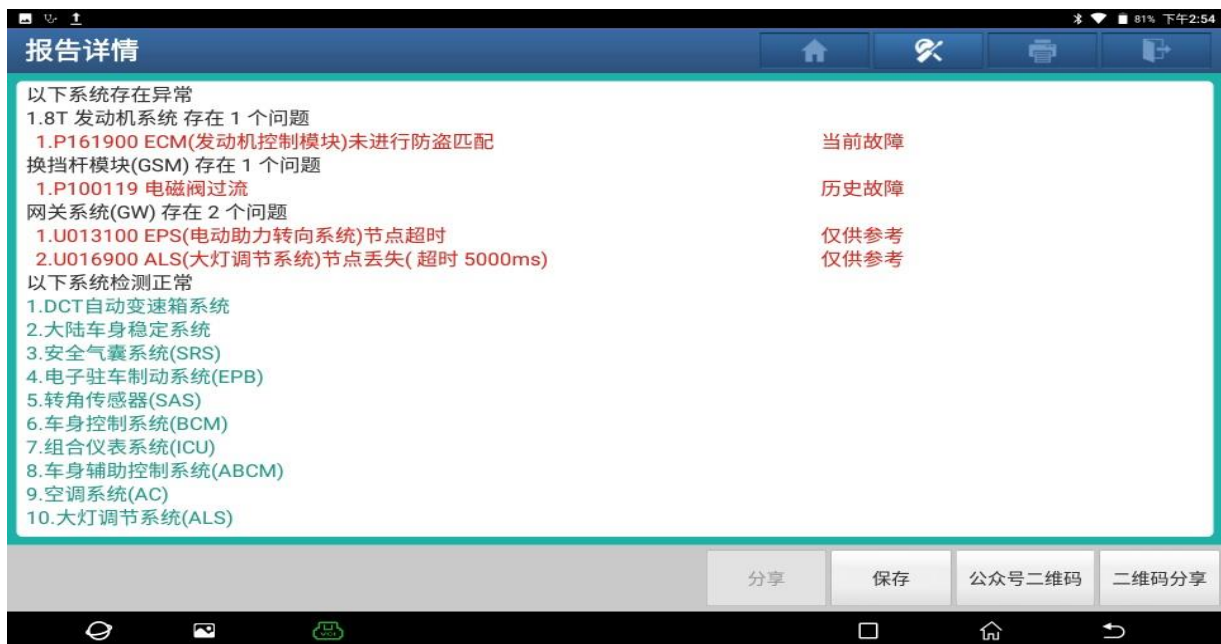 81% 下午2:54
报告详情
以下系统存在异常
1.8T 发动机系统 存在 1 个问题
1.P161900 ECM(发动机控制模块)未进行防盗匹配 当前故障
换挡杆模块(GSM) 存在 1 个问题
1.P100119 电磁阀过流 历史故障
网关系统(GW) 存在 2 个问题
1.U013100 EPS(电动助力转向系统)节点超时 仅供参考
2.U016900 ALS(大灯调节系统)节点丢失( 超时 5000ms) 仅供参考
以下系统检测正常
1.DCT自动变速箱系统
2.大陆车身稳定系统
3.安全气囊系统(SRS)
4.电子驻车制动系统(EPB)
5.转角传感器(SAS)
6.车身控制系统(BCM)
7.组合仪表系统(ICU)
8.车身辅助控制系统(ABCM)
9.空调系统(AC)
10.大灯调节系统(ALS)
分享 保存 公众号二维码 二维码分享
VCI